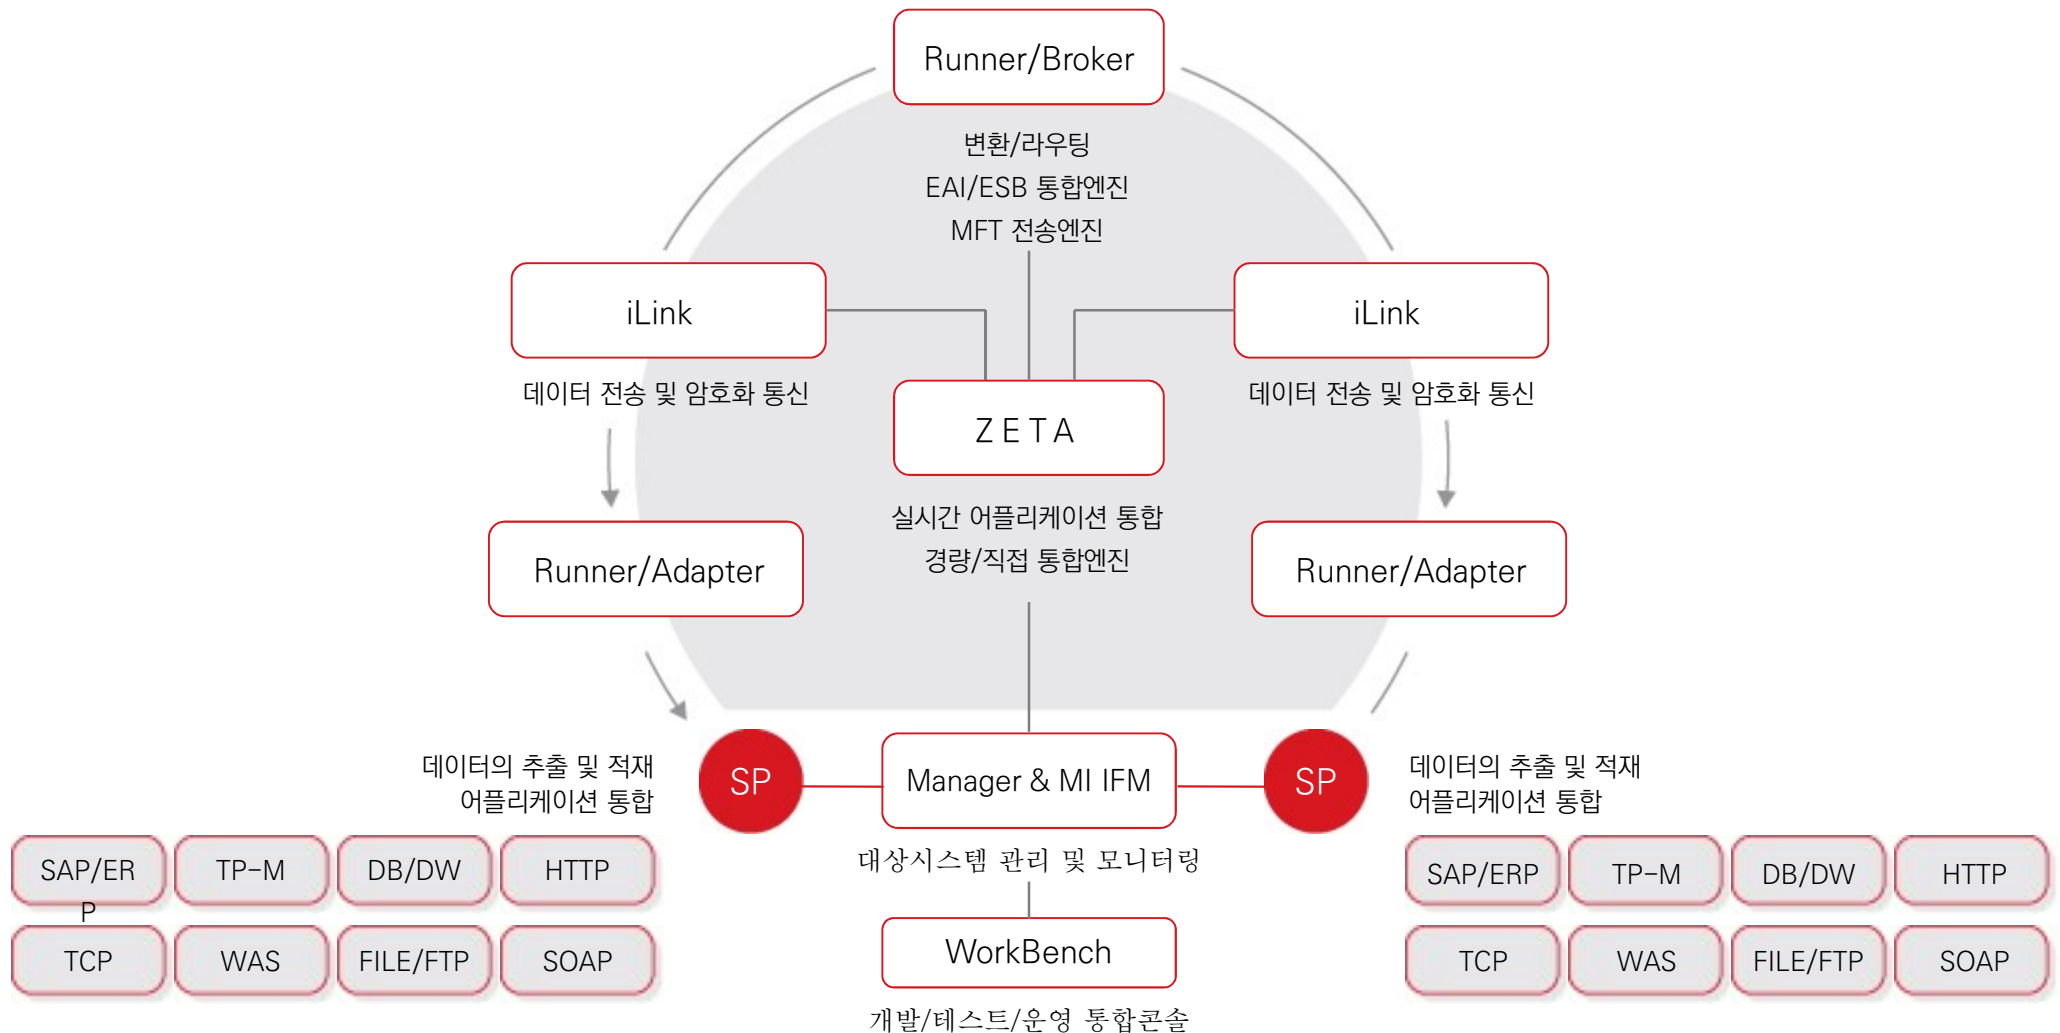 Runner/Broker
변환/라우팅
EAI/ESB 통합엔진
MFT 전송엔진
iLink
iLink
데이터 전송 및 암호화 통신
데이터 전송 및 암호화 통신
ZETA
실시간 어플리케이션 통합
경량/직접 통합엔진
Runner/Adapter
Runner/Adapter
데이터의 추출 및 적재
어플리케이션 통합
SP
Manager & MI IFM
SP
데이터의 추출 및 적재
어플리케이션 통합
대상시스템 관리 및 모니터링
SAP/ER
P
TP-M
DB/DW
HTTP
TCP
WAS
FILE/FTP
SOAP
WorkBench
개발/테스트/운영 통합콘솔
SAP/ERP
TP-M
DB/DW
HTTP
TCP
WAS
FILE/FTP
SOAP